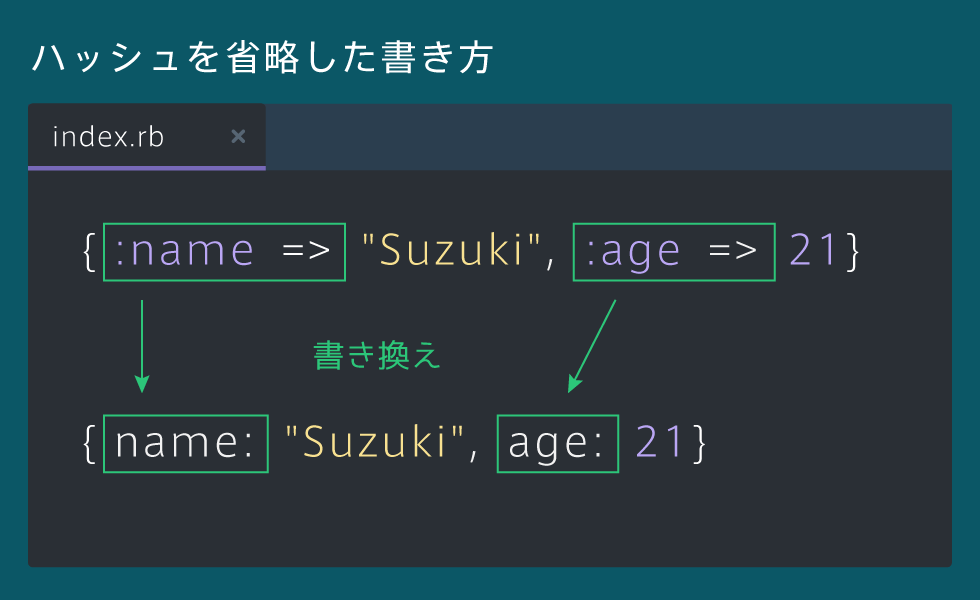 ハッシュを省略した書き方
index.rb ×
{:name => "Suzuki", :age => 21}
書き換え
{name: "Suzuki", age: 21}